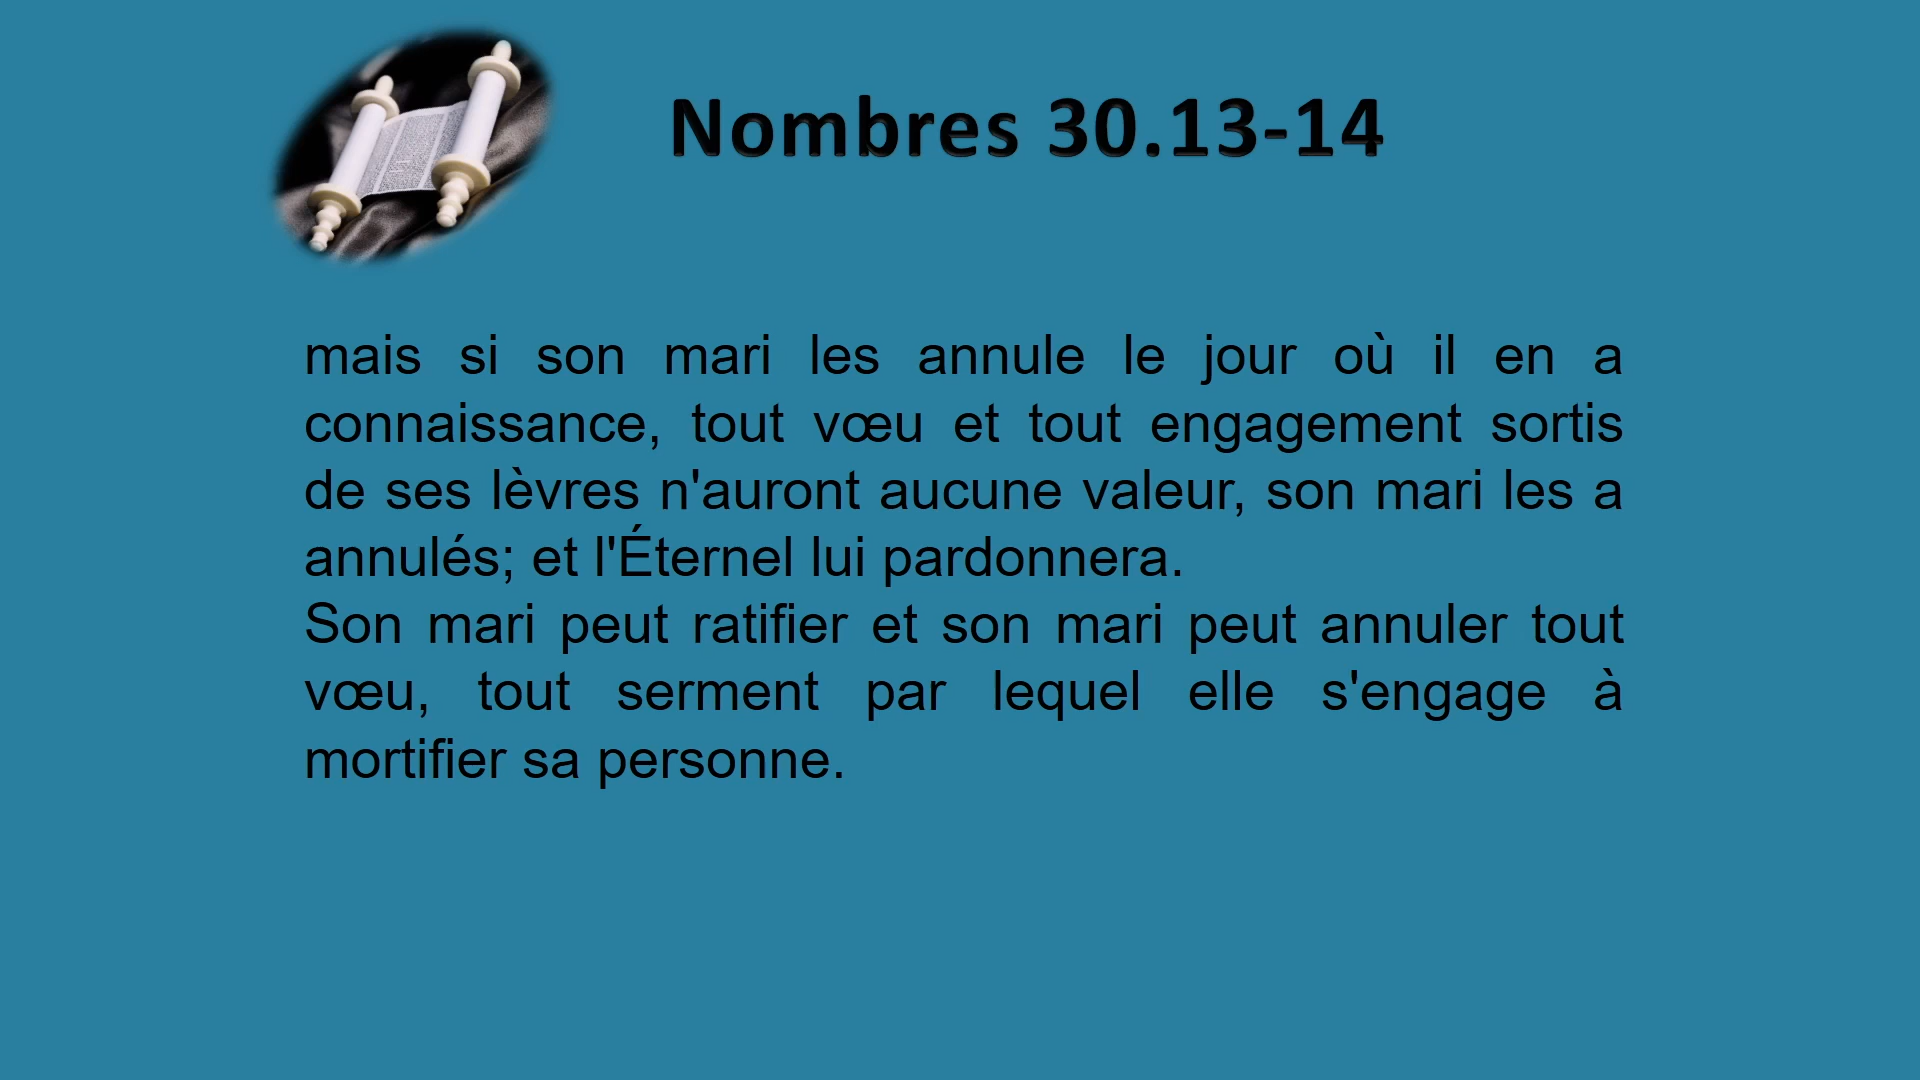 Nombres 30.13-14
mais si son mari les annule le jour où il en a
connaissance, tout vœu et tout engagement sortis
de ses lèvres n'auront aucune valeur, son mari les a
annulés; et l'Éternel lui pardonnera.
Son mari peut ratifier et son mari peut annuler tout
vœu, tout serment par lequel elle s'engage à
mortifier sa personne.